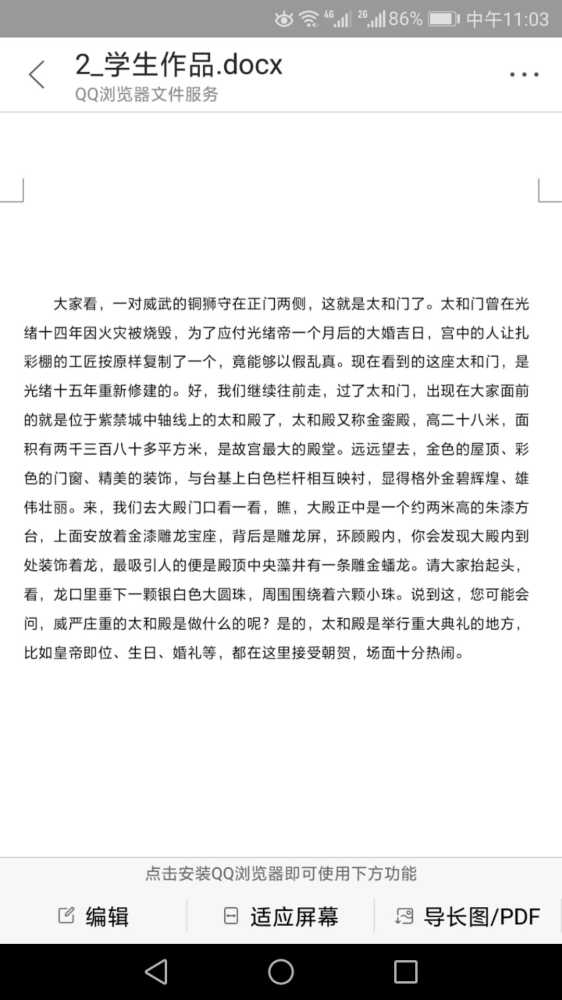 4G 2G 86% 中午11:03
2_学生作品.docx
QQ浏览器文件服务
大家看，一对威武的铜狮守在正门两侧，这就是太和门了。太和门曾在光
绪十四年因火灾被烧毁，为了应付光绪帝一个月后的大婚吉日，宫中的人让扎
彩棚的工匠按原样复制了一个，竟能够以假乱真。现在看到的这座太和门，是
光绪十五年重新修建的。好，我们继续往前走，过了太和门，出现在大家面前
的就是位于紫禁城中轴线上的太和殿了，太和殿又称金銮殿，高二十八米，面
积有两千三百八十多平方米，是故宫最大的殿堂。远远望去，金色的屋顶、彩
色的门窗、精美的装饰，与台基上白色栏杆相互映衬，显得格外金碧辉煌、雄
伟壮丽。来，我们去大殿门口看一看，瞧，大殿正中是一个约两米高的朱漆方
台，上面安放着金漆雕龙宝座，背后是雕龙屏，环顾殿内，你会发现大殿内到
处装饰着龙，最吸引人的便是殿顶中央藻井有一条雕金蟠龙。请大家抬起头，
看，龙口里垂下一颗银白色大圆珠，周围围绕着六颗小珠。说到这，您可能会
问，威严庄重的太和殿是做什么的呢？是的，太和殿是举行重大典礼的地方，
比如皇帝即位、生日、婚礼等，都在这里接受朝贺，场面十分热闹。
点击安装QQ浏览器即可使用下方功能
编辑 适应屏幕 导长图/PDF